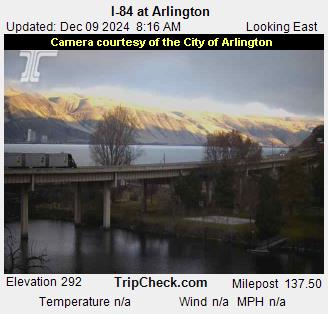 I-84 at Arlington
Updated: Dec 09 2024 8:16 AM Looking East
Camera courtesy of the City of Arlington
Elevation 292 TripCheck.com Milepost 137.50
Temperature n/a Wind n/a MPH n/a